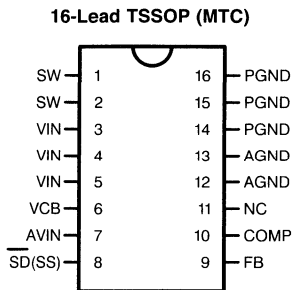 16-Lead TSSOP (MTC)
SW 1 16 PGND
SW 2 15 PGND
VIN 3 14 PGND
VIN 4 13 AGND
VIN 5 12 AGND
VCB 6 11 NC
AVIN 7 10 COMP
S̅D̅(SS) 8 9 FB